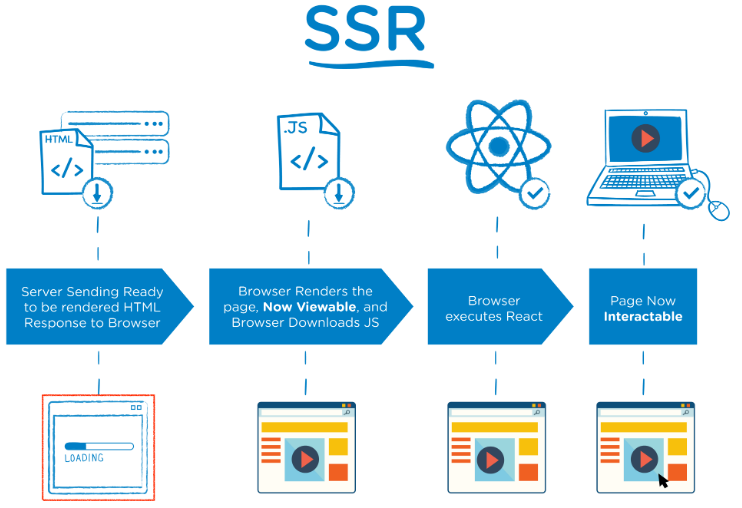 SSR
HTML
</>
.JS
</>
Server Sending Ready
to be rendered HTML
Response to Browser
Browser Renders the
page, Now Viewable, and
Browser Downloads JS
Browser
executes React
Page Now
Interactable
LOADING